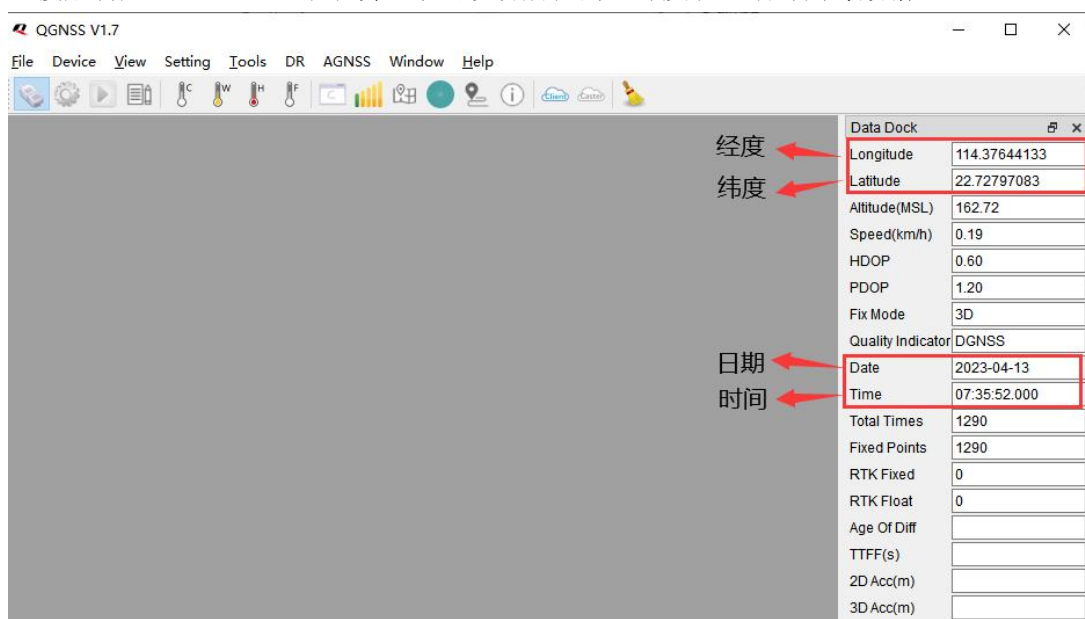 QGNSS V1.7
File Device View Setting Tools DR AGNSS Window Help
C W H F C Client Caster
Data Dock
经度 Longitude 114.37644133
纬度 Latitude 22.72797083
Altitude(MSL) 162.72
Speed(km/h) 0.19
HDOP 0.60
PDOP 1.20
Fix Mode 3D
Quality Indicator DGNSS
日期 Date 2023-04-13
时间 Time 07:35:52.000
Total Times 1290
Fixed Points 1290
RTK Fixed 0
RTK Float 0
Age Of Diff
TTFF(s)
2D Acc(m)
3D Acc(m)